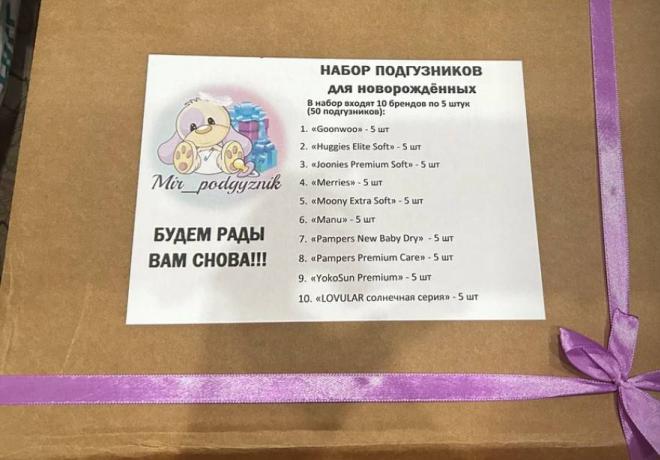 НАБОР ПОДГУЗНИКОВ
для новорождённых
В набор входят 10 брендов по 5 штук
(50 подгузников):
1. «Goonwoo» - 5 шт
2. «Huggies Elite Soft» - 5 шт
3. «Joonies Premium Soft» - 5 шт
4. «Merries» - 5 шт
5. «Moony Extra Soft» - 5 шт
6. «Manu» - 5 шт
7. «Pampers New Baby Dry» - 5 шт
8. «Pampers Premium Care» - 5 шт
9. «YokoSun Premium» - 5 шт
10. «LOVULAR солнечная серия» - 5 шт
Mir_podgyznik
БУДЕМ РАДЫ
ВАМ СНОВА!!!